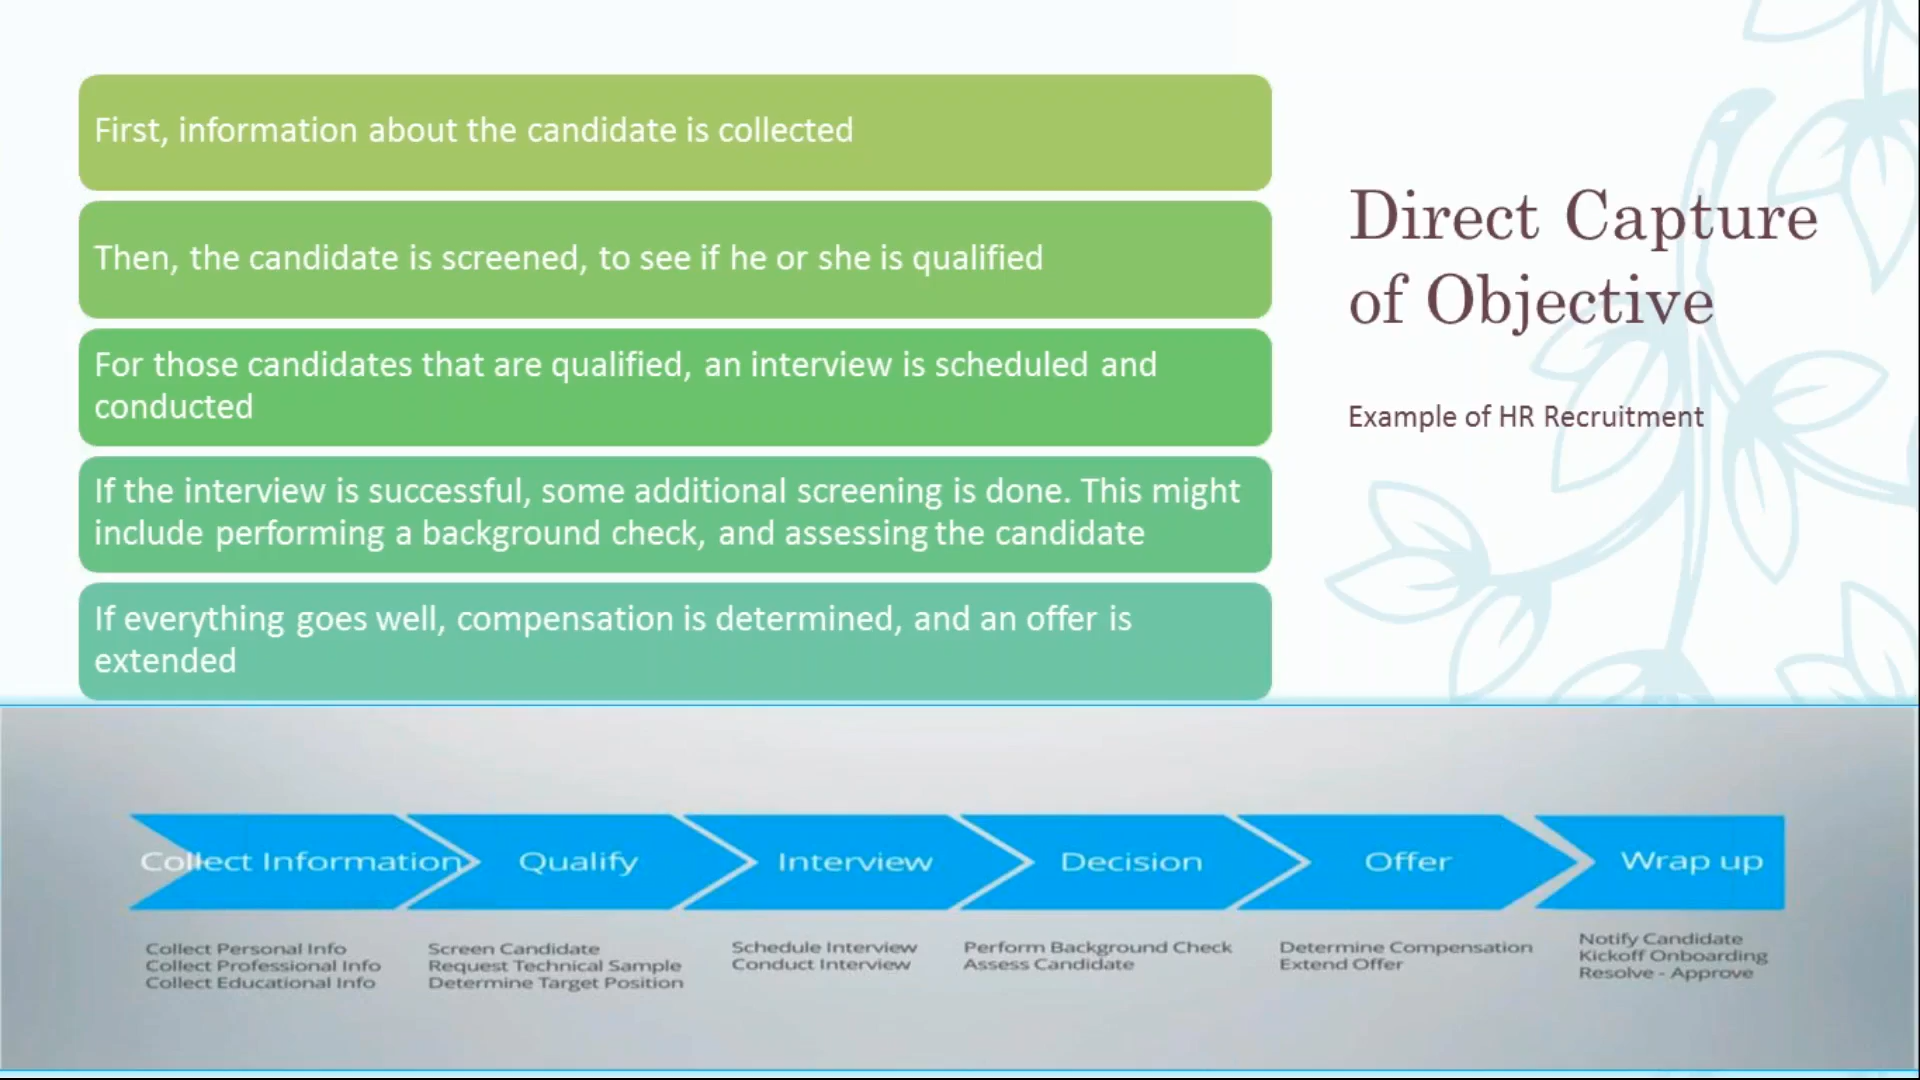 First, information about the candidate is collected
Then, the candidate is screened, to see if he or she is qualified
For those candidates that are qualified, an interview is scheduled and
conducted
If the interview is successful, some additional screening is done. This might
include performing a background check, and assessing the candidate
If everything goes well, compensation is determined, and an offer is
extended
Direct Capture
of Objective
Example of HR Recruitment
Collect Information
Qualify
Interview
Decision
Offer
Wrap up
Collect Personal Info
Collect Professional Info
Collect Educational Info
Screen Candidate
Request Technical Sample
Determine Target Position
Schedule Interview
Conduct Interview
Perform Background Check
Assess Candidate
Determine Compensation
Extend Offer
Notify Candidate
Kickoff Onboarding
Resolve - Approve